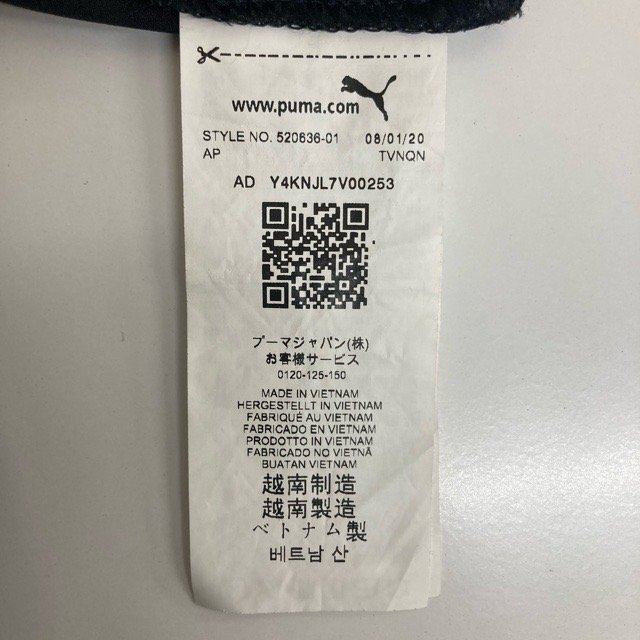 www.puma.com
STYLE NO. 520636-01 08/01/20
AP TVNQN
AD Y4KNJL7V00253
プーマジャパン(株)
お客様サービス
0120-125-150
MADE IN VIETNAM
HERGESTELLT IN VIETNAM
FABRIQUÉ AU VIETNAM
FABRICADO EN VIETNAM
PRODOTTO IN VIETNAM
FABRICADO NO VIETNÃ
BUATAN VIETNAM
越南制造
越南製造
ベトナム製
베트남 산